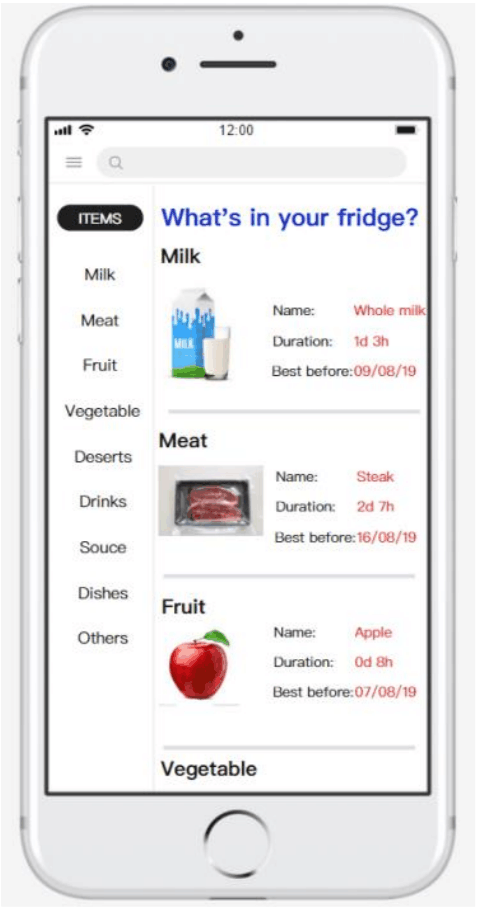 12:00
ITEMS
Milk
Meat
Fruit
Vegetable
Deserts
Drinks
Souce
Dishes
Others
What's in your fridge?
Milk
MILK
Name: Whole milk
Duration: 1d 3h
Best before:09/08/19
Meat
Name: Steak
Duration: 2d 7h
Best before:16/08/19
Fruit
Name: Apple
Duration: 0d 8h
Best before:07/08/19
Vegetable